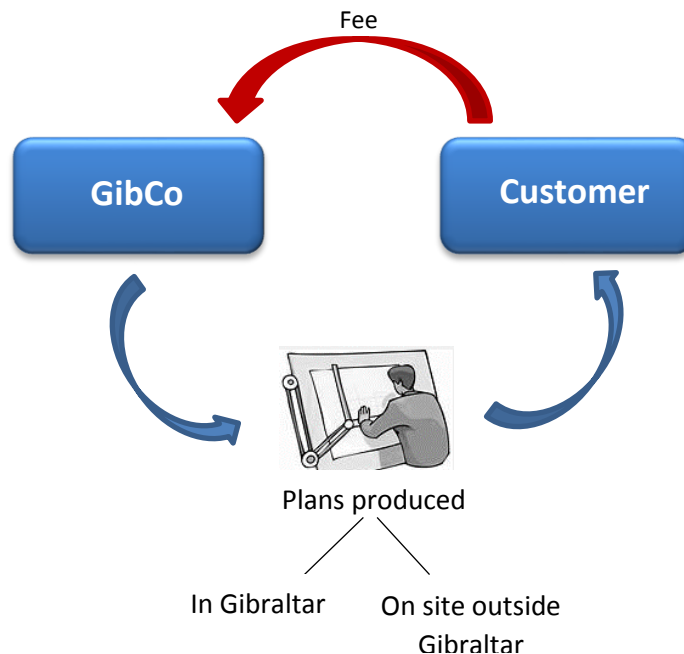 Fee
GibCo
Customer
Plans produced
In Gibraltar
On site outside
Gibraltar